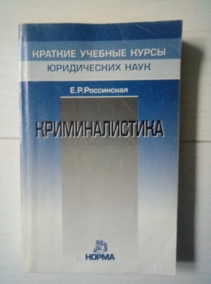 КРАТКИЕ УЧЕБНЫЕ КУРСЫ
ЮРИДИЧЕСКИХ НАУК
Е.Р.Россинская
КРИМИНАЛИСТИКА
НОРМА